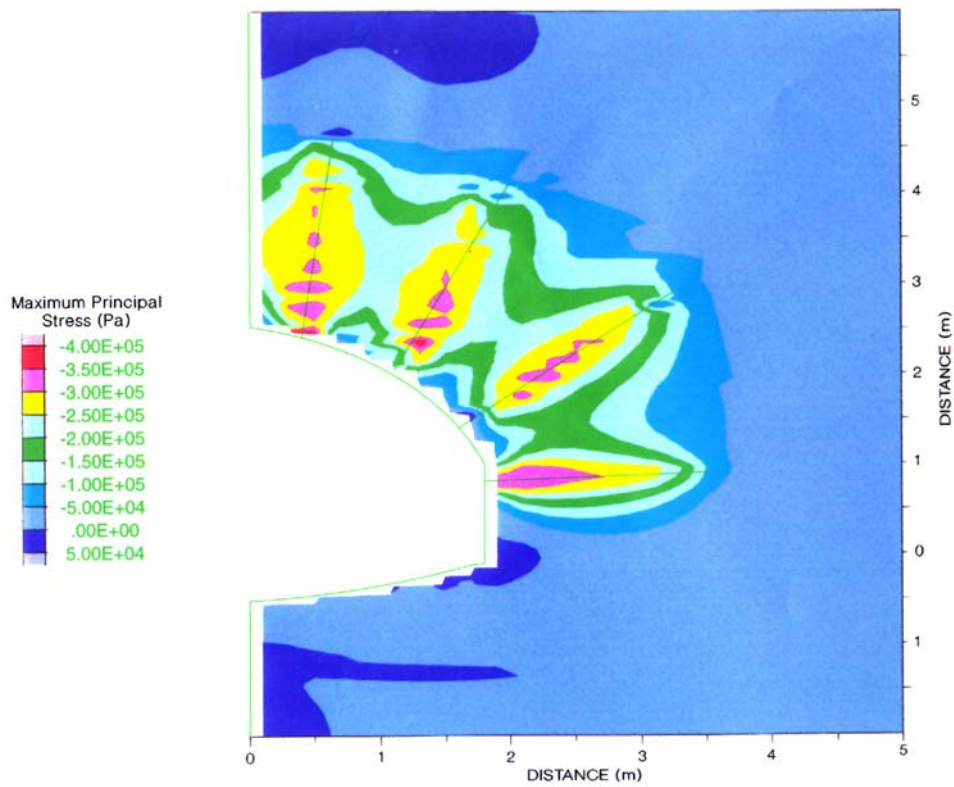 Maximum Principal
Stress (Pa)
-4.00E+05
-3.50E+05
-3.00E+05
-2.50E+05
-2.00E+05
-1.50E+05
-1.00E+05
-5.00E+04
.00E+00
5.00E+04
5
4
3
2
1
0
1
DISTANCE (m)
0 1 2 3 4 5
DISTANCE (m)